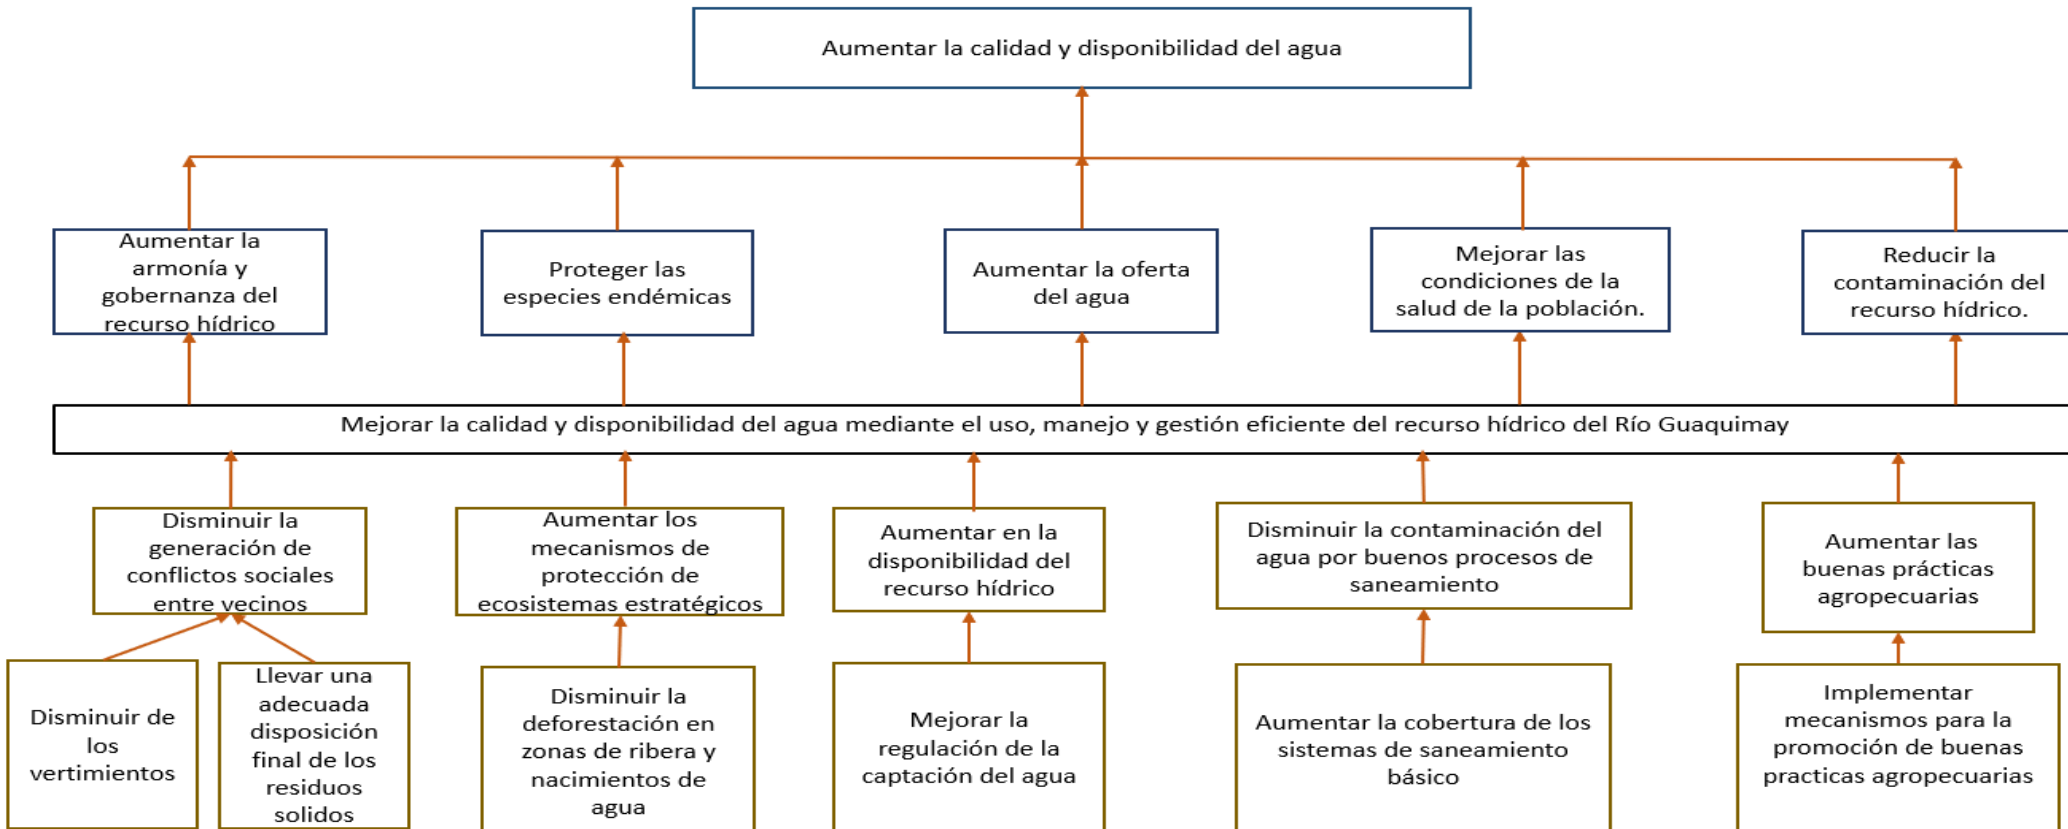 Aumentar la calidad y disponibilidad del agua
Aumentar la
armonía y
gobernanza del
recurso hídrico
Proteger las
especies endémicas
Aumentar la oferta
del agua
Mejorar las
condiciones de la
salud de la población.
Reducir la
contaminación del
recurso hídrico.
Mejorar la calidad y disponibilidad del agua mediante el uso, manejo y gestión eficiente del recurso hídrico del Río Guaquimay
Disminuir la
generación de
conflictos sociales
entre vecinos
Aumentar los
mecanismos de
protección de
ecosistemas estratégicos
Aumentar en la
disponibilidad del
recurso hídrico
Disminuir la contaminación del
agua por buenos procesos de
saneamiento
Aumentar las
buenas prácticas
agropecuarias
Disminuir de
los
vertimientos
Llevar una
adecuada
disposición
final de los
residuos
solidos
Disminuir la
deforestación en
zonas de ribera y
nacimientos de
agua
Mejorar la
regulación de la
captación del agua
Aumentar la cobertura de los
sistemas de saneamiento
básico
Implementar
mecanismos para la
promoción de buenas
practicas agropecuarias